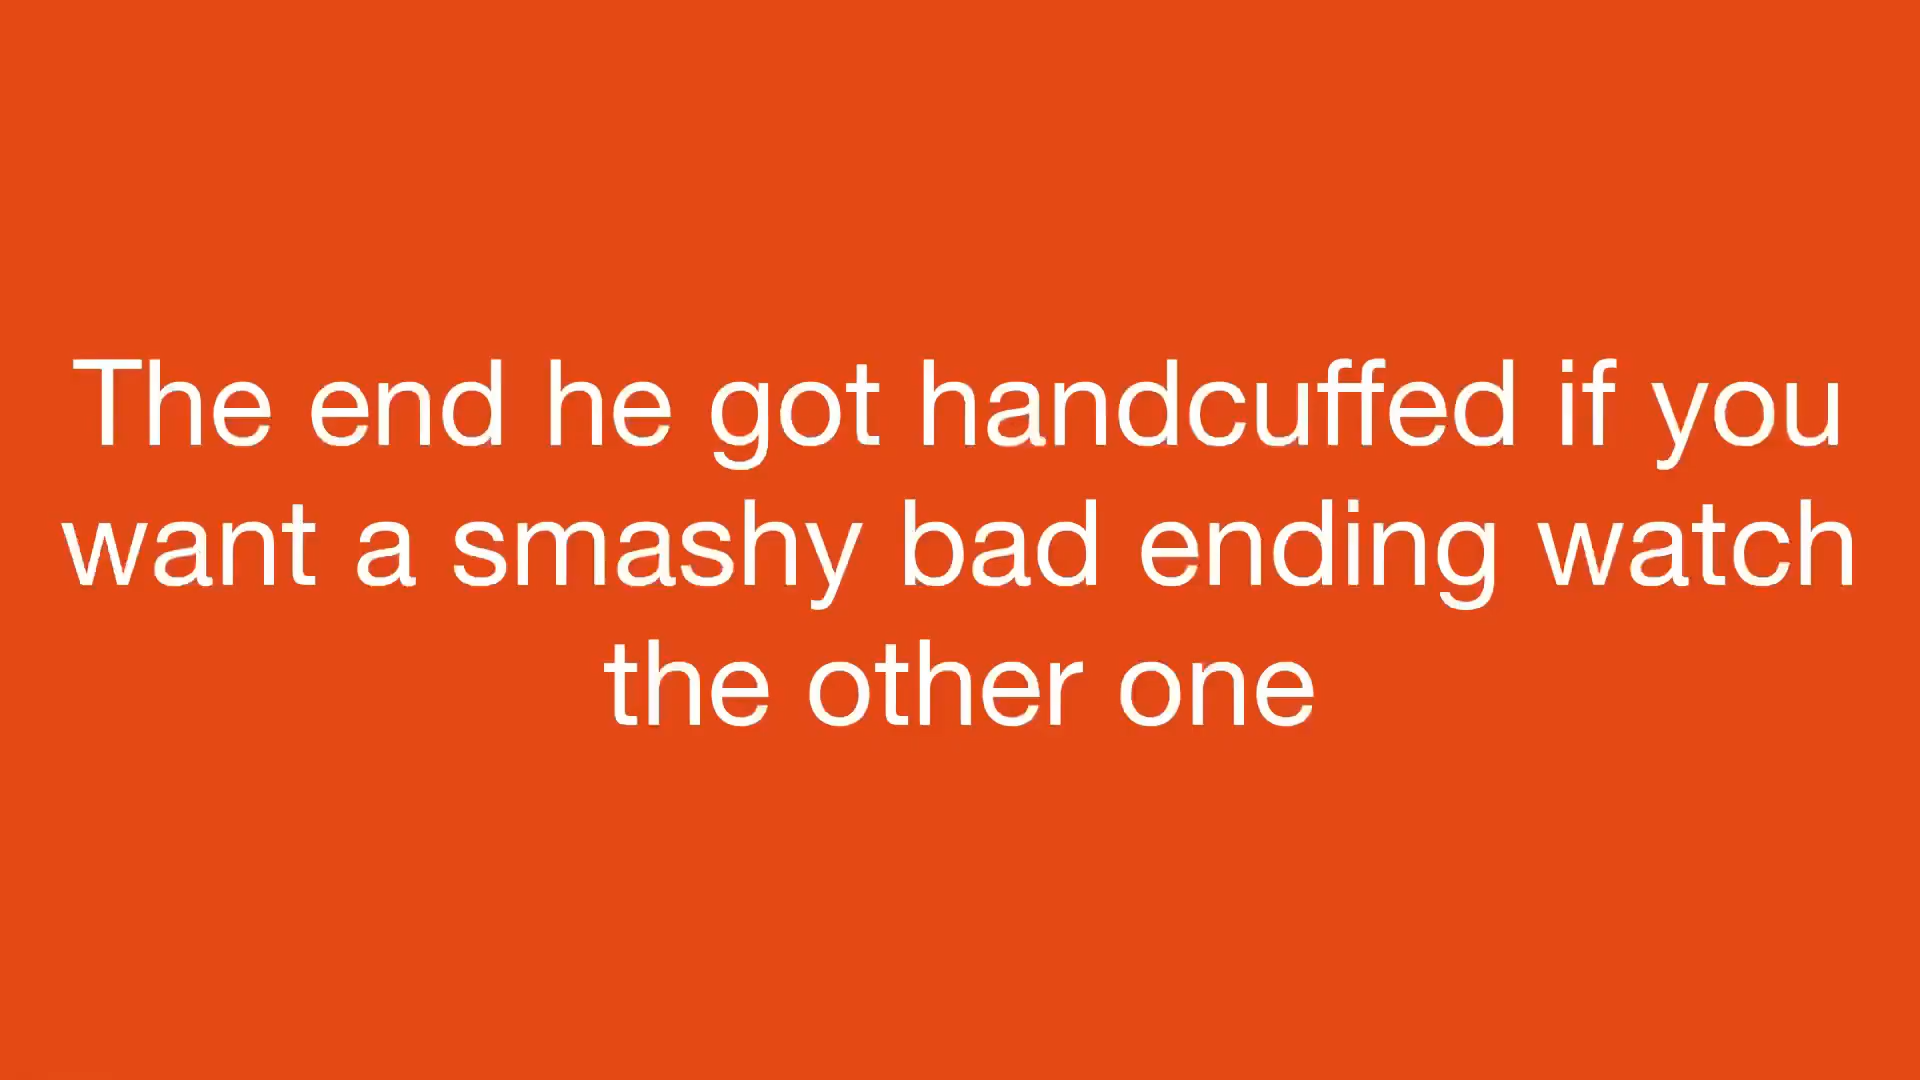 The end he got handcuffed if you
want a smashy bad ending watch
the other one